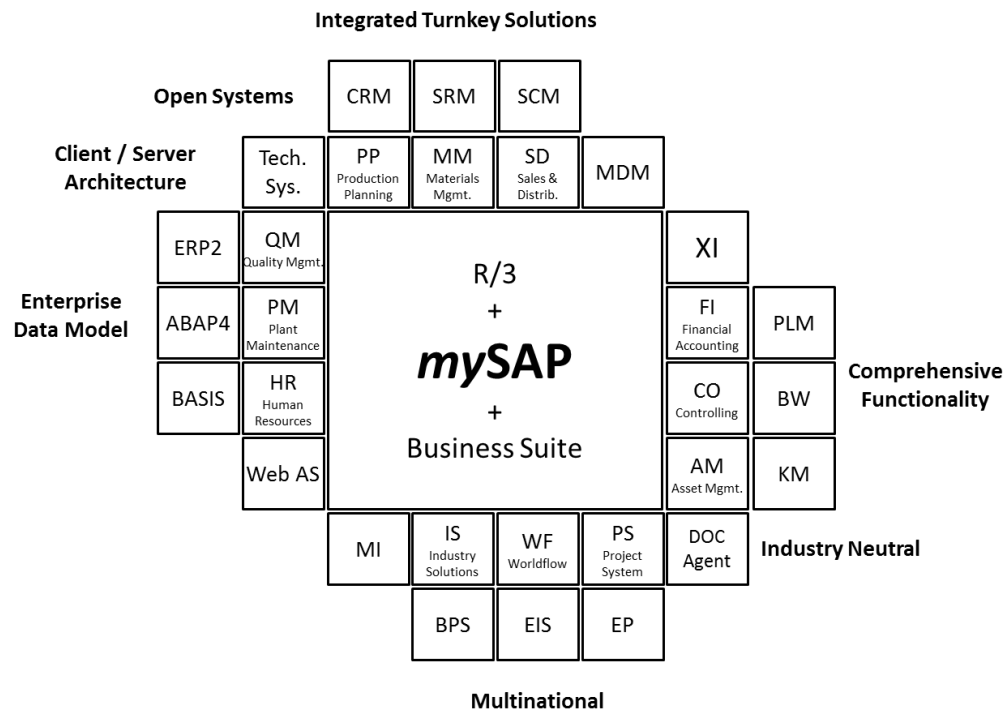 Integrated Turnkey Solutions
Open Systems
CRM
SRM
SCM
Client / Server
Architecture
Tech.
Sys.
PP
Production
Planning
MM
Materials
Mgmt.
SD
Sales &
Distrib.
MDM
ERP2
QM
Quality Mgmt.
R/3
+
mySAP
+
Business Suite
XI
Enterprise
Data Model
ABAP4
PM
Plant
Maintenance
FI
Financial
Accounting
PLM
BASIS
HR
Human
Resources
CO
Controlling
BW
Comprehensive
Functionality
Web AS
AM
Asset Mgmt.
KM
MI
IS
Industry
Solutions
WF
Worldflow
PS
Project
System
DOC
Agent
Industry Neutral
BPS
EIS
EP
Multinational